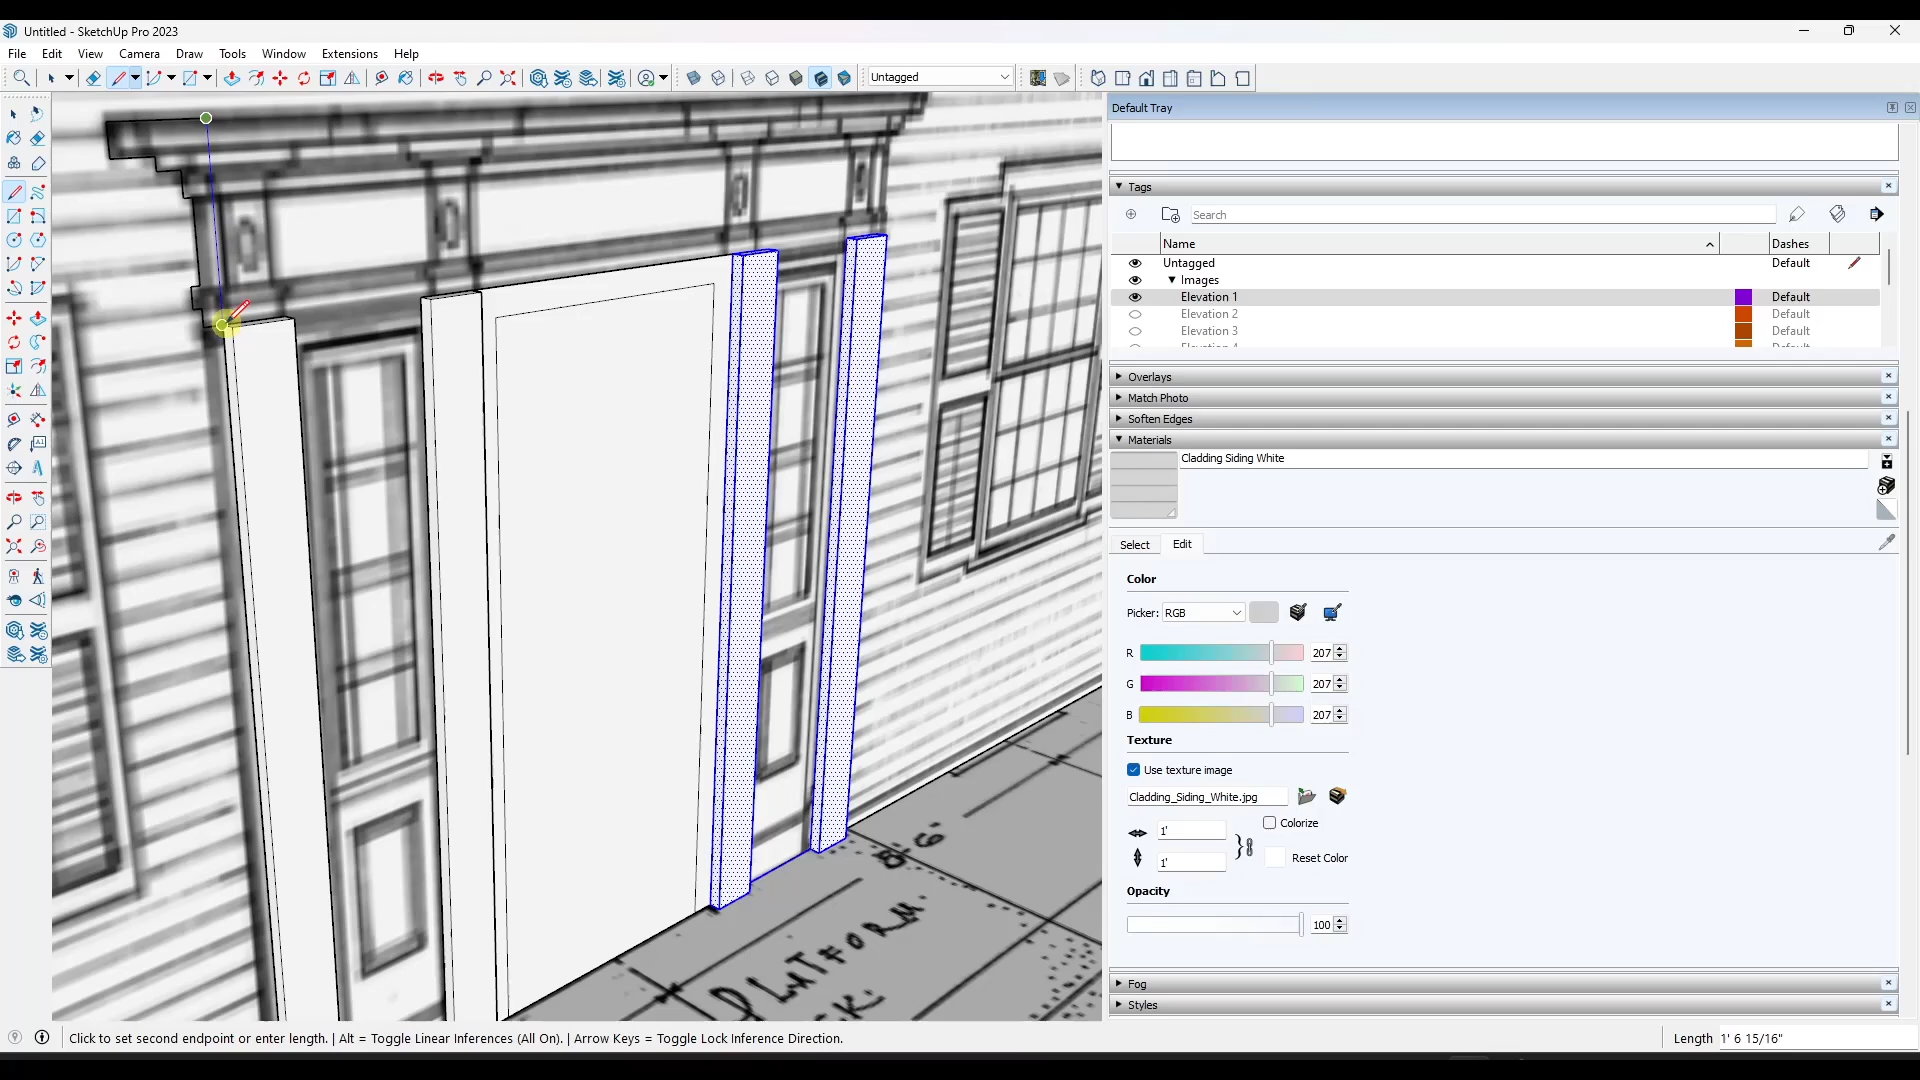 Untitled - SketchUp Pro 2023
File Edit View Camera Draw Tools Window Extensions Help
Untagged
Default Tray
Tags
Search
Name Dashes
Untagged Default
Images
Elevation 1 Default
Elevation 2 Default
Elevation 3 Default
Overlays
Match Photo
Soften Edges
Materials
Cladding Siding White
Select Edit
Color
Picker: RGB
R 207
G 207
B 207
Texture
Use texture image
Cladding_Siding_White.jpg
1' Colorize
1' Reset Color
Opacity
100
Fog
Styles
8'-6"
PLATFORM
Click to set second endpoint or enter length. | Alt = Toggle Linear Inferences (All On). | Arrow Keys = Toggle Lock Inference Direction.
Length 1' 6 15/16"